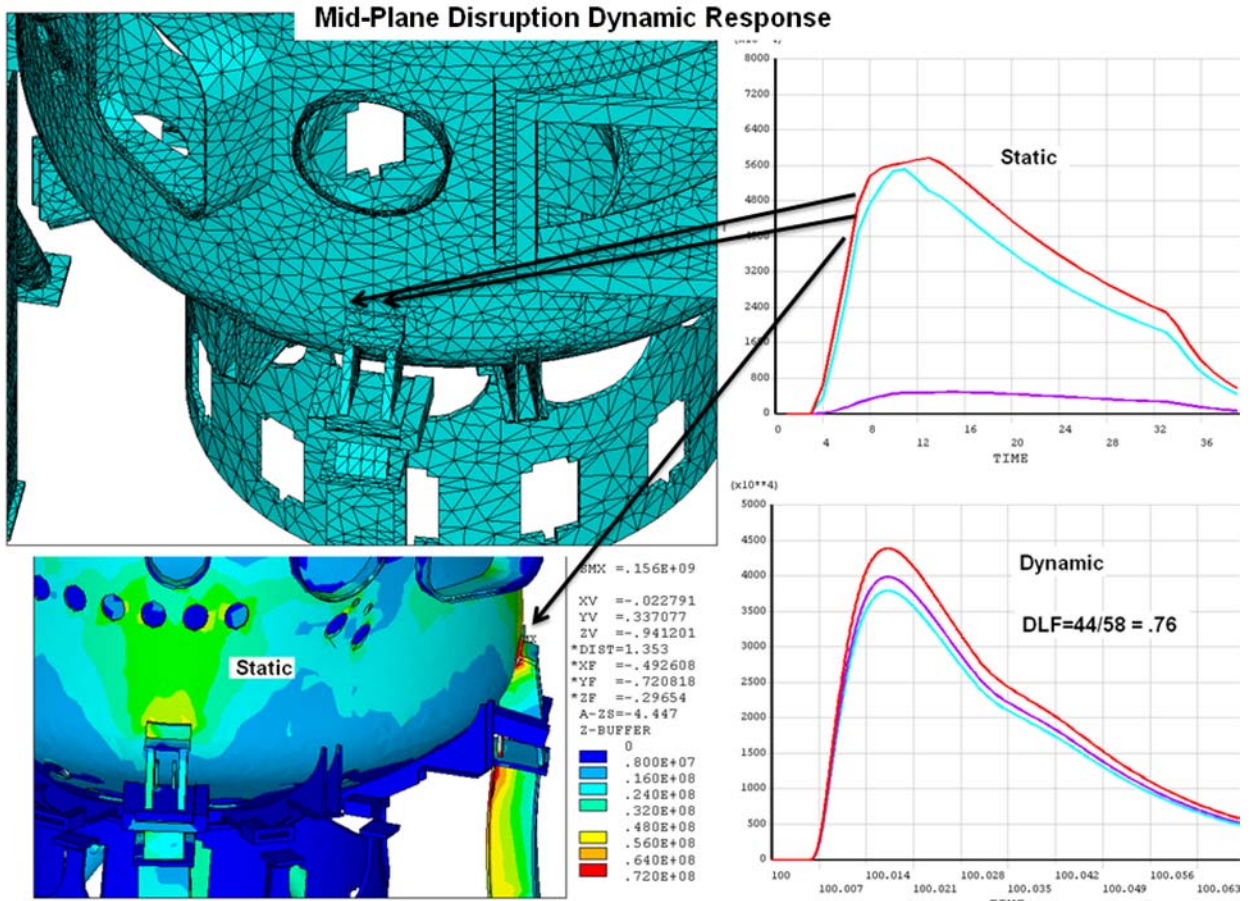 Mid-Plane Disruption Dynamic Response
8000
7200
6400
5600
4800
3200
2400
800
0
Static
0
4
8
12
16
20
24
28
32
36
TIME
SMX =.156E+09
XV =-.022791
YV =.337077
ZV =-.941201
*DIST=1.353
*XF =-.492608
*YF =-.720818
*ZF =-.29654
A-ZS=-4.447
Z-BUFFER
0
.800E+07
.160E+08
.240E+08
.320E+08
.480E+08
.560E+08
.640E+08
.720E+08
Static
(x10**4)
5000
4500
4000
3500
3000
2500
2000
1500
1000
500
0
Dynamic
DLF=44/58 = .76
100
100.007
100.014
100.021
100.028
100.035
100.042
100.049
100.056
100.063